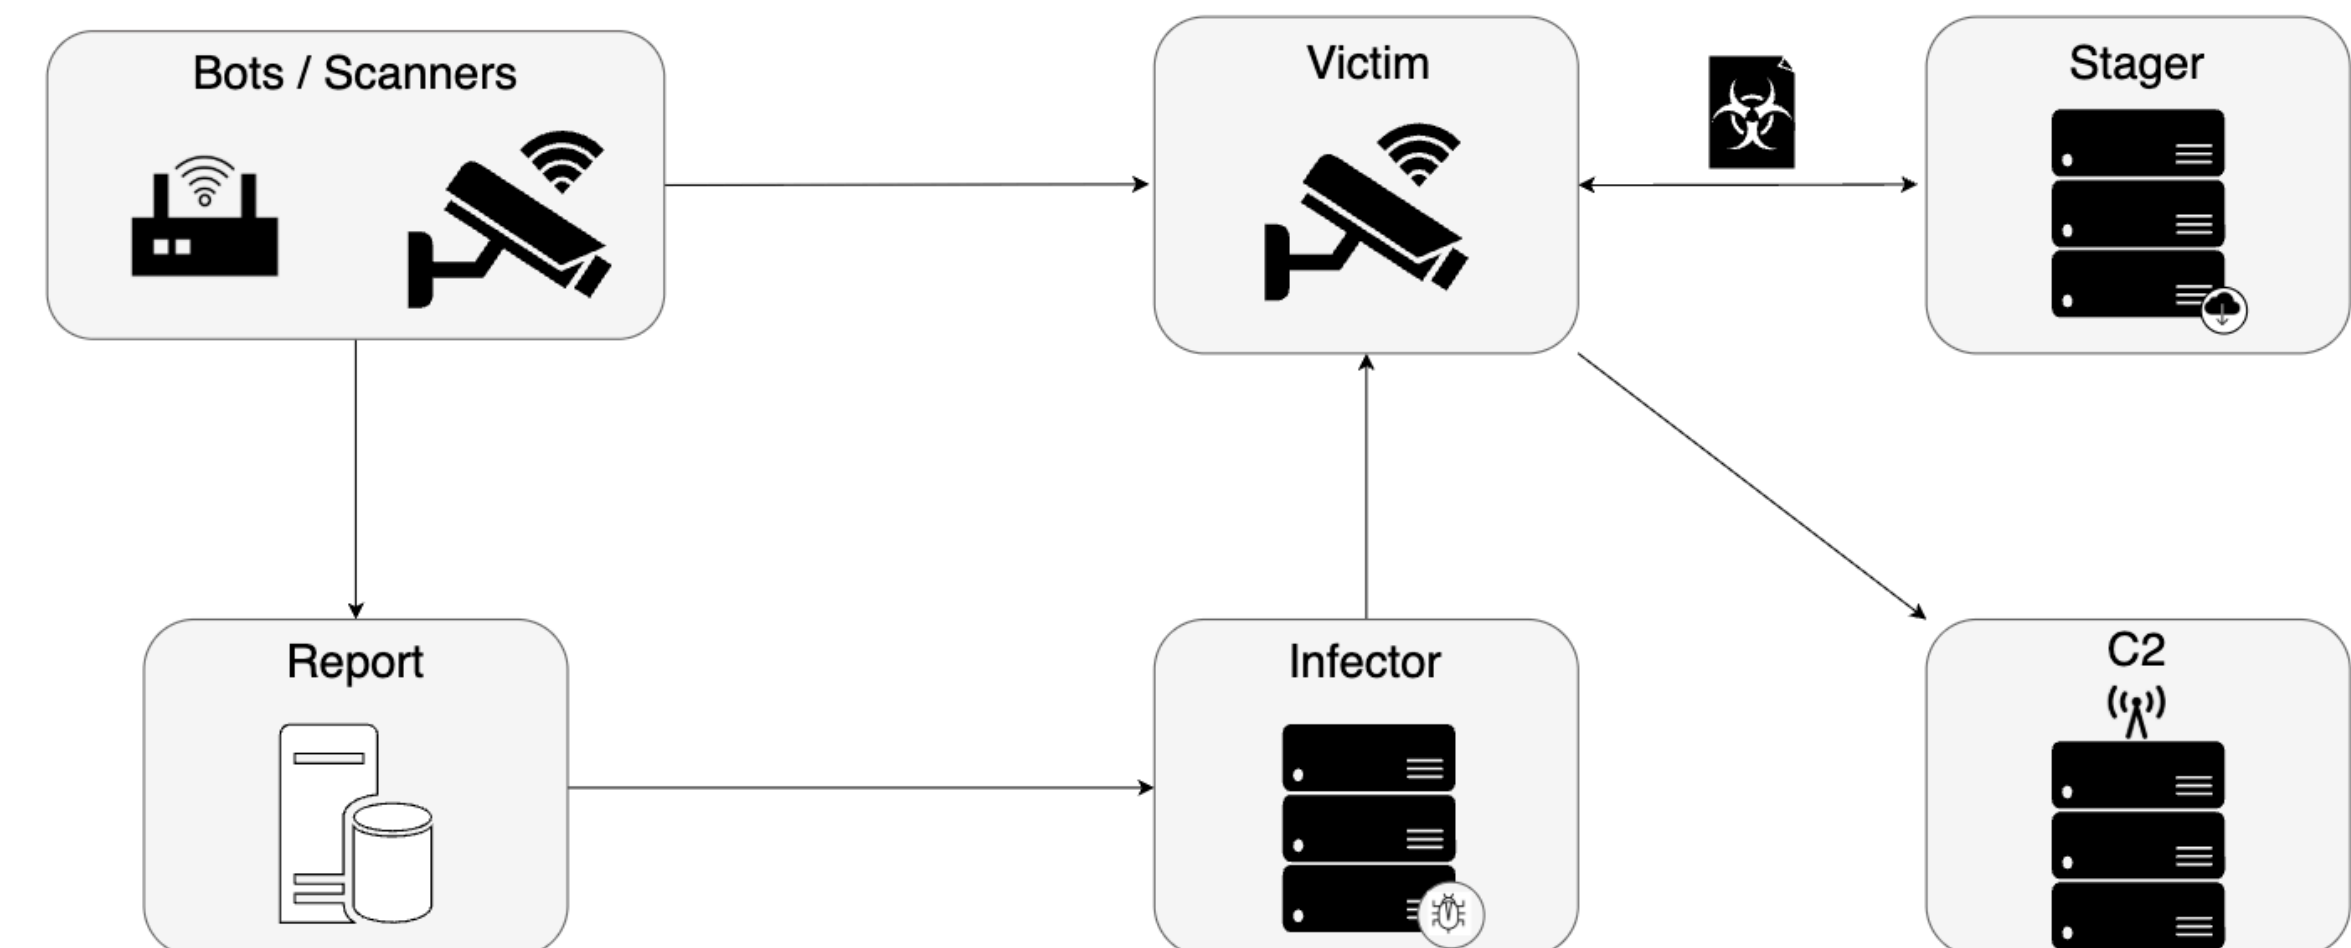 Bots / Scanners
Victim
Stager
Report
Infector
C2